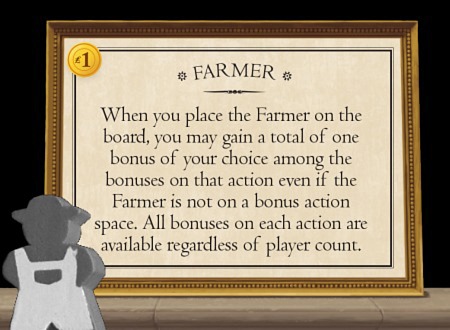 £1
FARMER
When you place the Farmer on the
board, you may gain a total of one
bonus of your choice among the
bonuses on that action even if the
Farmer is not on a bonus action
space. All bonuses on each action are
available regardless of player count.